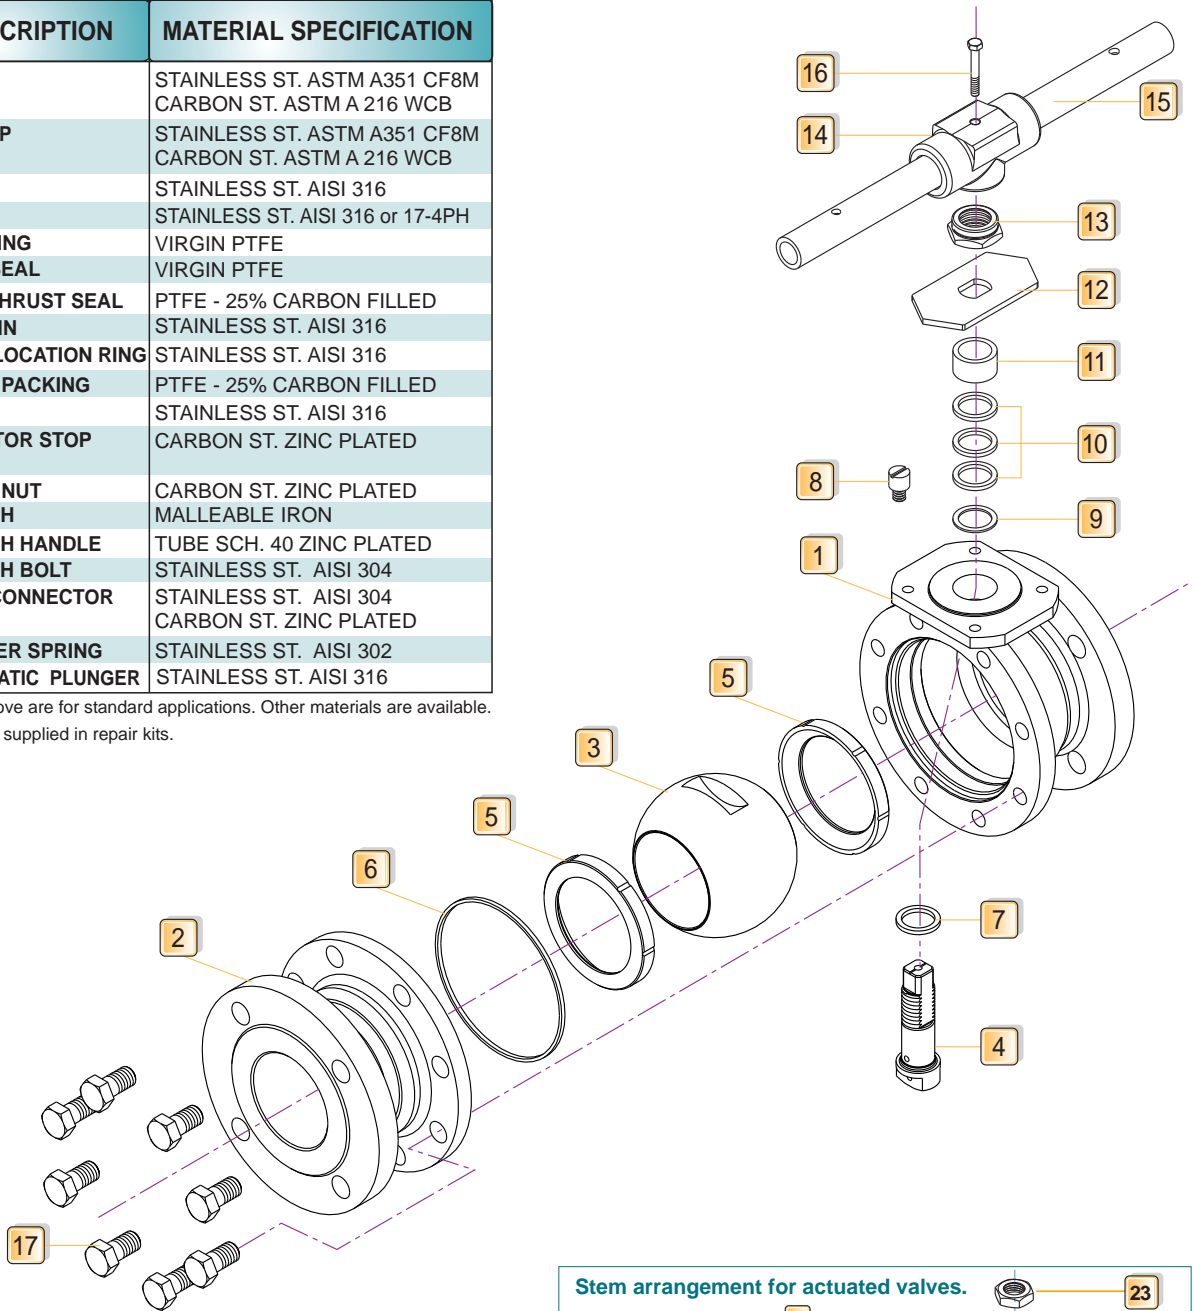 CRIPTION MATERIAL SPECIFICATION
STAINLESS ST. ASTM A351 CF8M
CARBON ST. ASTM A 216 WCB
P STAINLESS ST. ASTM A351 CF8M
CARBON ST. ASTM A 216 WCB
STAINLESS ST. AISI 316
STAINLESS ST. AISI 316 or 17-4PH
ING VIRGIN PTFE
SEAL VIRGIN PTFE
HRUST SEAL PTFE - 25% CARBON FILLED
IN STAINLESS ST. AISI 316
LOCATION RING STAINLESS ST. AISI 316
PACKING PTFE - 25% CARBON FILLED
STAINLESS ST. AISI 316
TOR STOP CARBON ST. ZINC PLATED
NUT CARBON ST. ZINC PLATED
H MALLEABLE IRON
H HANDLE TUBE SCH. 40 ZINC PLATED
H BOLT STAINLESS ST. AISI 304
CONNECTOR STAINLESS ST. AISI 304
CARBON ST. ZINC PLATED
ER SPRING STAINLESS ST. AISI 302
ATIC PLUNGER STAINLESS ST. AISI 316
ove are for standard applications. Other materials are available.
supplied in repair kits.
16
15
14
13
12
11
10
8
9
1
5
3
5
6
7
2
4
17
Stem arrangement for actuated valves.
23